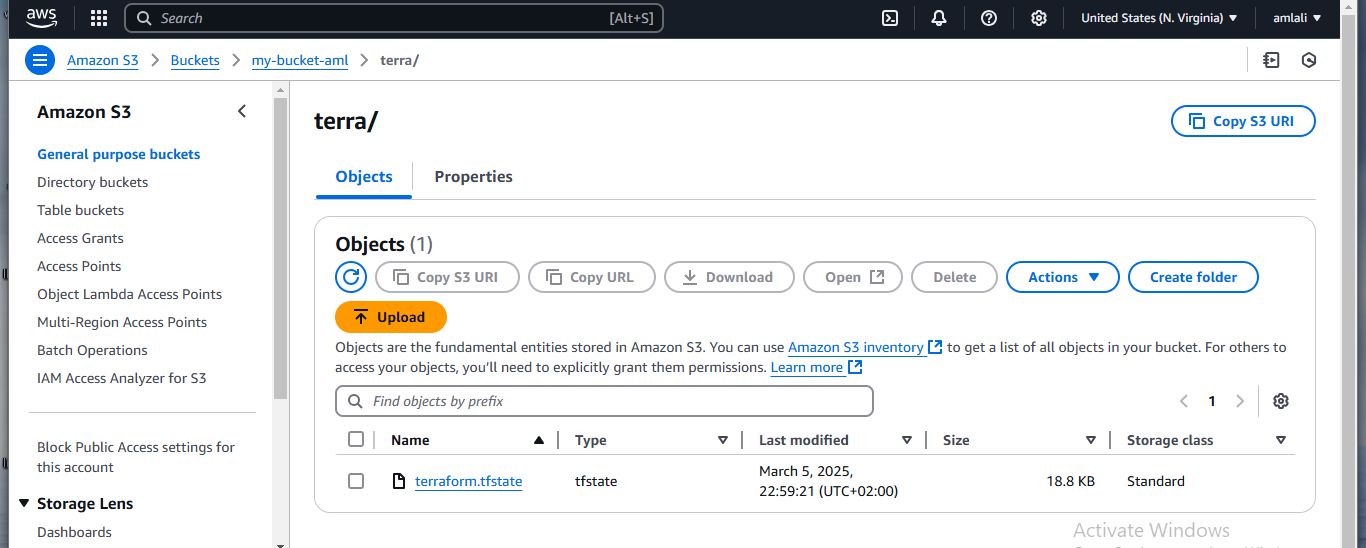 aws
Search
[Alt+S]
United States (N. Virginia)
amlali
Amazon S3
Buckets
my-bucket-aml
terra/
Amazon S3
General purpose buckets
Directory buckets
Table buckets
Access Grants
Access Points
Object Lambda Access Points
Multi-Region Access Points
Batch Operations
IAM Access Analyzer for S3
Block Public Access settings for
this account
Storage Lens
Dashboards
terra/
Copy S3 URI
Objects
Properties
Objects (1)
Copy S3 URI
Copy URL
Download
Open
Delete
Actions
Create folder
Upload
Objects are the fundamental entities stored in Amazon S3. You can use Amazon S3 inventory to get a list of all objects in your bucket. For others to
access your objects, you'll need to explicitly grant them permissions. Learn more
Find objects by prefix
1
Name
Type
Last modified
Size
Storage class
terraform.tfstate
tfstate
March 5, 2025,
22:59:21 (UTC+02:00)
18.8 KB
Standard
Activate Windows